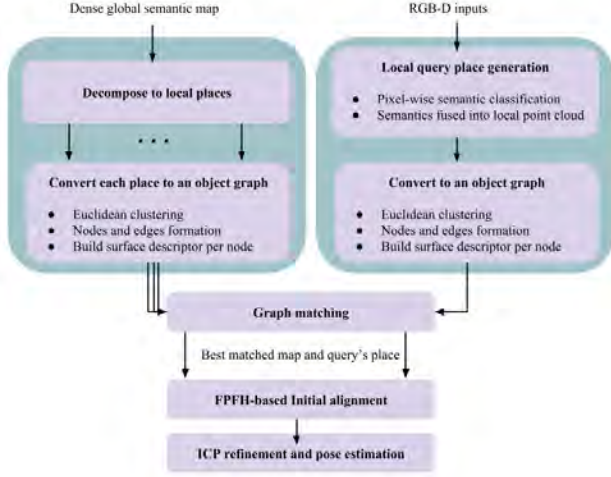 Dense global semantic map
RGB-D inputs
Decompose to local places
. . .
Convert each place to an object graph
● Euclidean clustering
● Nodes and edges formation
● Build surface descriptor per node
Local query place generation
● Pixel-wise semantic classification
● Semantics fused into local point cloud
Convert to an object graph
● Euclidean clustering
● Nodes and edges formation
● Build surface descriptor per node
Graph matching
Best matched map and query's place
FPFH-based Initial alignment
ICP refinement and pose estimation